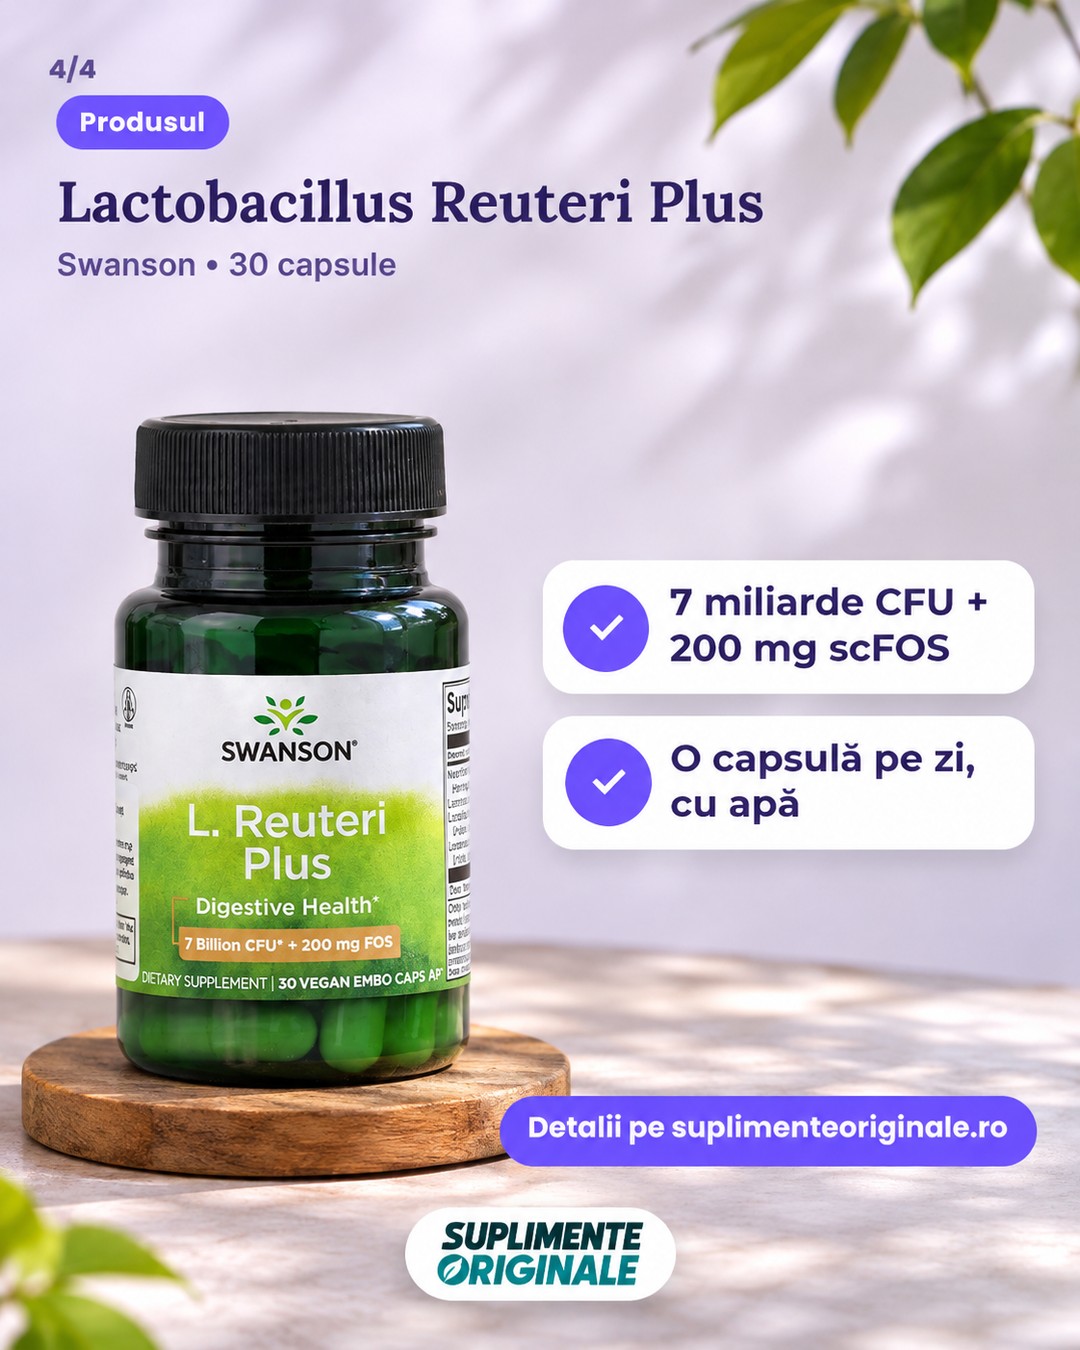 4/4
Produsul
Lactobacillus Reuteri Plus
Swanson • 30 capsule
7 miliarde CFU +
200 mg scFOS
O capsulă pe zi,
cu apă
SWANSON®
L. Reuteri
Plus
Digestive Health*
7 Billion CFU* + 200 mg FOS
DIETARY SUPPLEMENT | 30 VEGAN EMBO CAPS AP™
Detalii pe suplimenteoriginale.ro
SUPLIMENTE
ORIGINALE